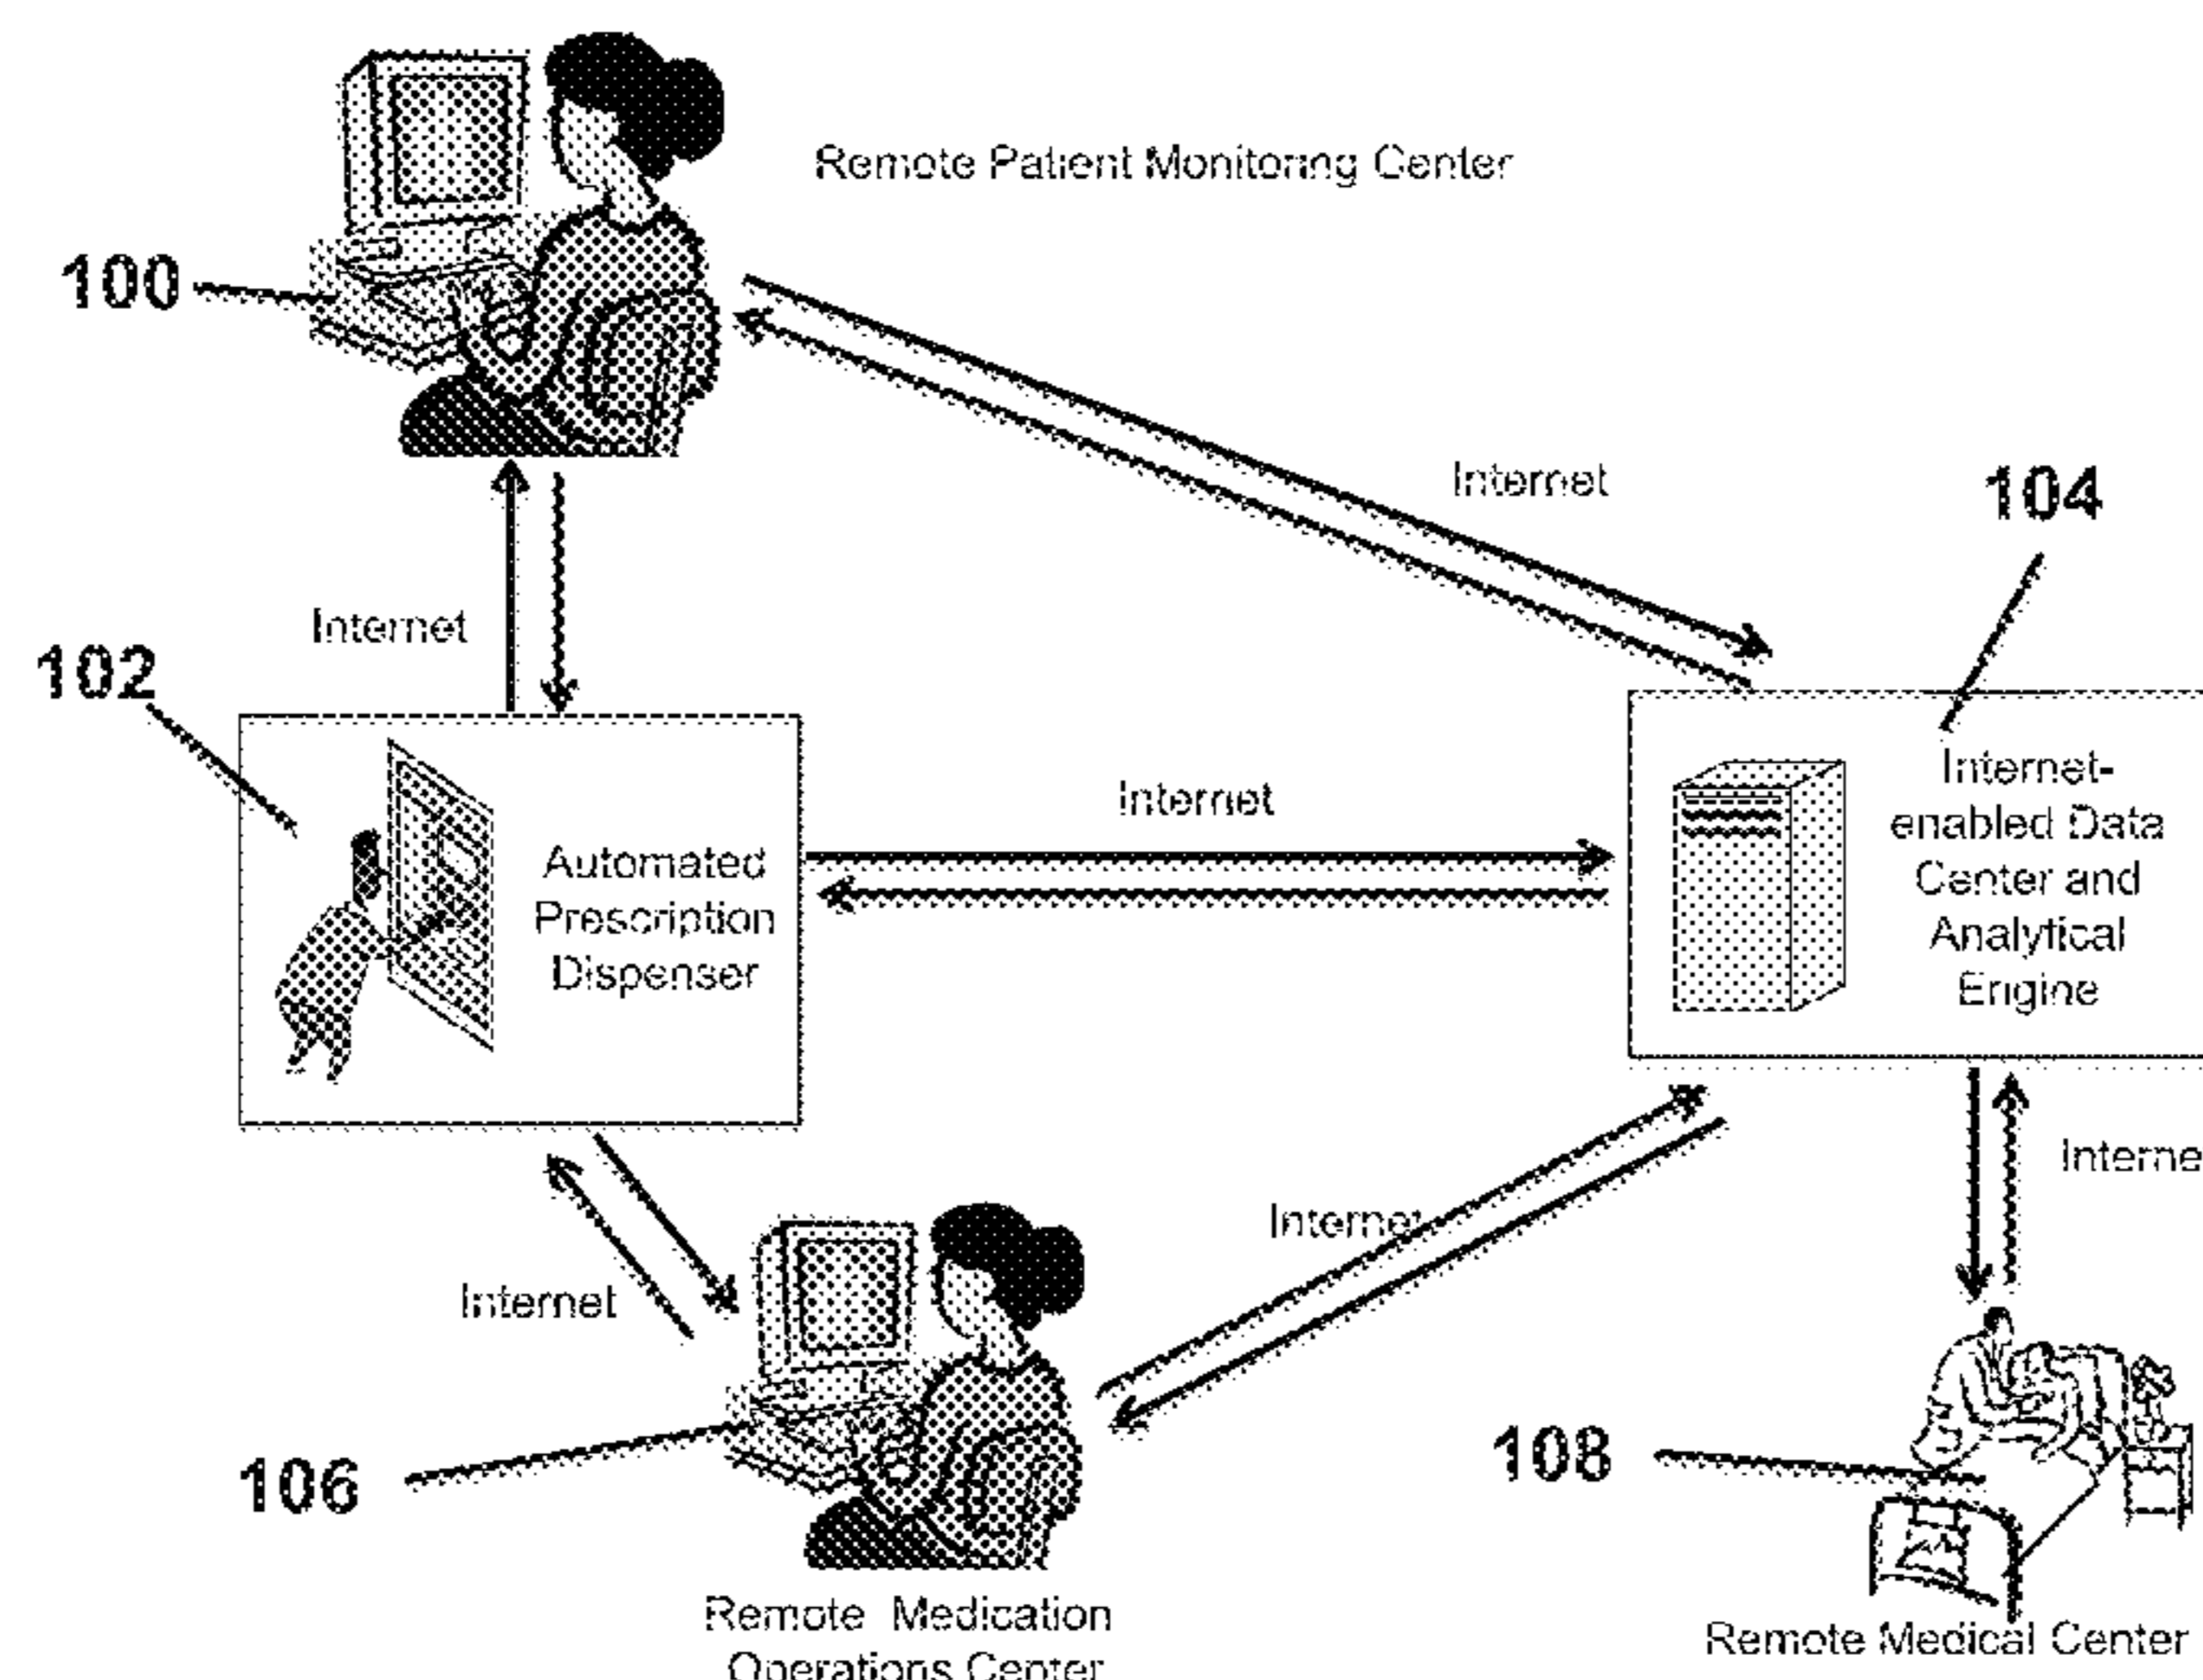 Remote Patient Monitoring Center
100
Internet
104
Internet
102
Internet-
enabled Data
Center and
Analytical
Engine
Internet
Automated
Prescription
Dispenser
Interne
Internet
Internet
106
108
Remote Medication
Operations Center
Remote Medical Center